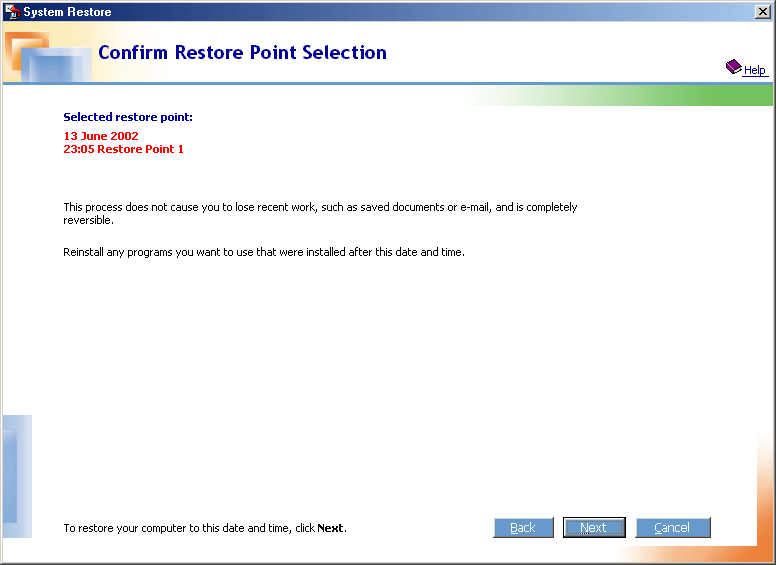 System Restore
Confirm Restore Point Selection
Help
Selected restore point:
13 June 2002
23:05 Restore Point 1
This process does not cause you to lose recent work, such as saved documents or e-mail, and is completely
reversible.
Reinstall any programs you want to use that were installed after this date and time.
To restore your computer to this date and time, click Next.
Back
Next
Cancel